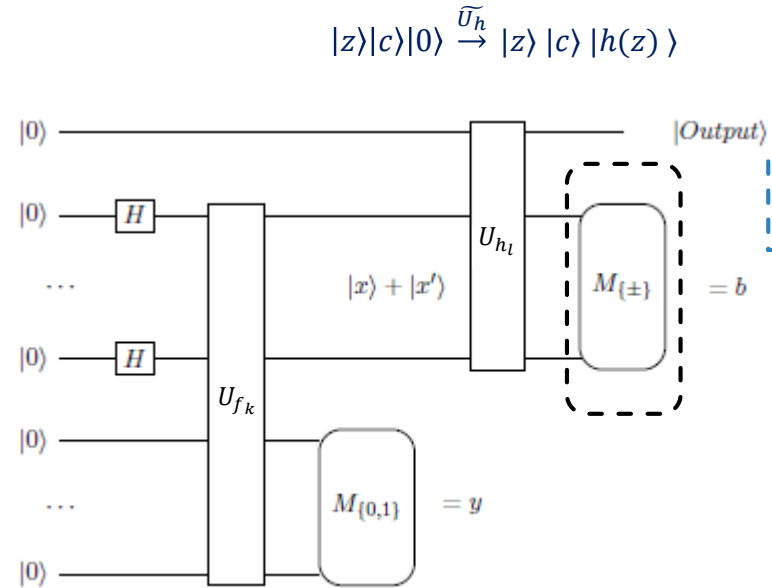 |z⟩|c⟩|0⟩ $\overset{\widetilde{U_h}}{\rightarrow}$ |z⟩ |c⟩ |h(z) ⟩
|0⟩ |Output⟩
|0⟩ H
U_{h_l}
... |x⟩ + |x′⟩ M_{\{±\}} = b
|0⟩ H
U_{f_k}
|0⟩
... M_{\{0,1\}} = y
|0⟩